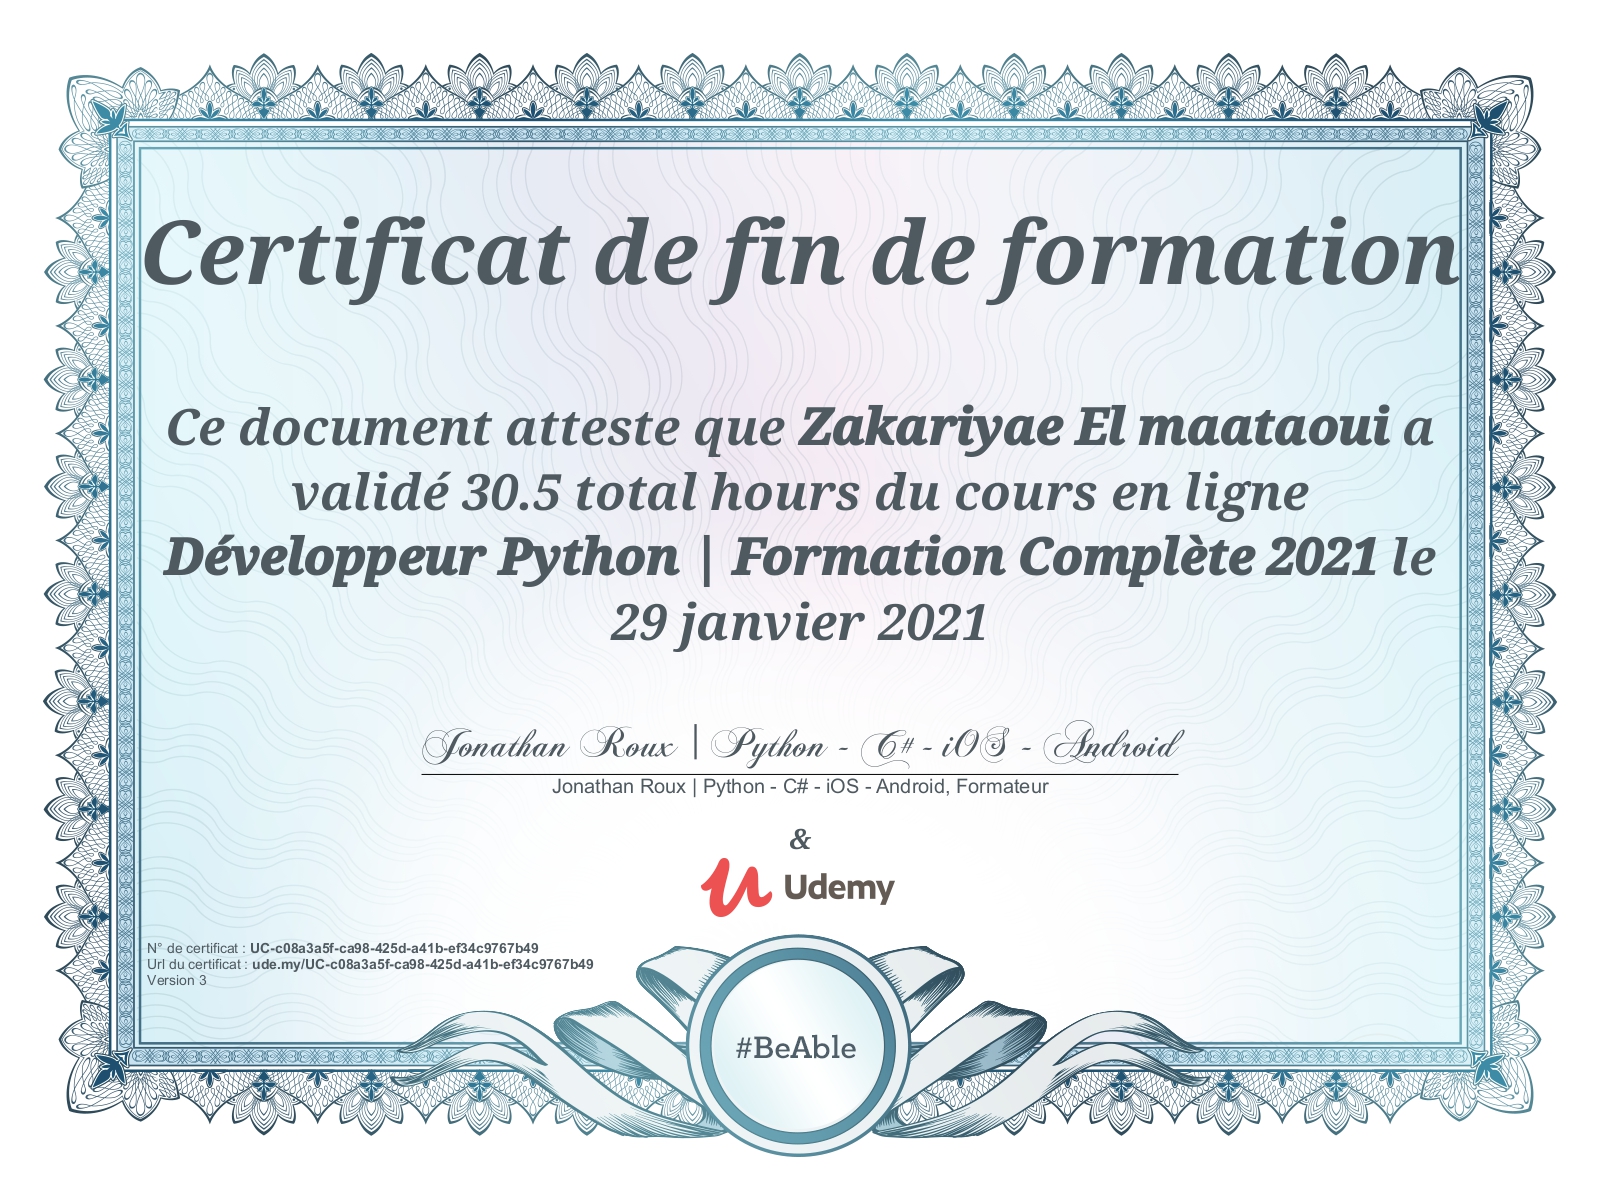 Certificat de fin de formation
Ce document atteste que Zakariyae El maataoui a
validé 30.5 total hours du cours en ligne
Développeur Python | Formation Complète 2021 le
29 janvier 2021
Jonathan Roux | Python - C# - iOS - Android
Jonathan Roux | Python - C# - iOS - Android, Formateur
&
Udemy
N° de certificat : UC-c08a3a5f-ca98-425d-a41b-ef34c9767b49
Url du certificat : ude.my/UC-c08a3a5f-ca98-425d-a41b-ef34c9767b49
Version 3
#BeAble